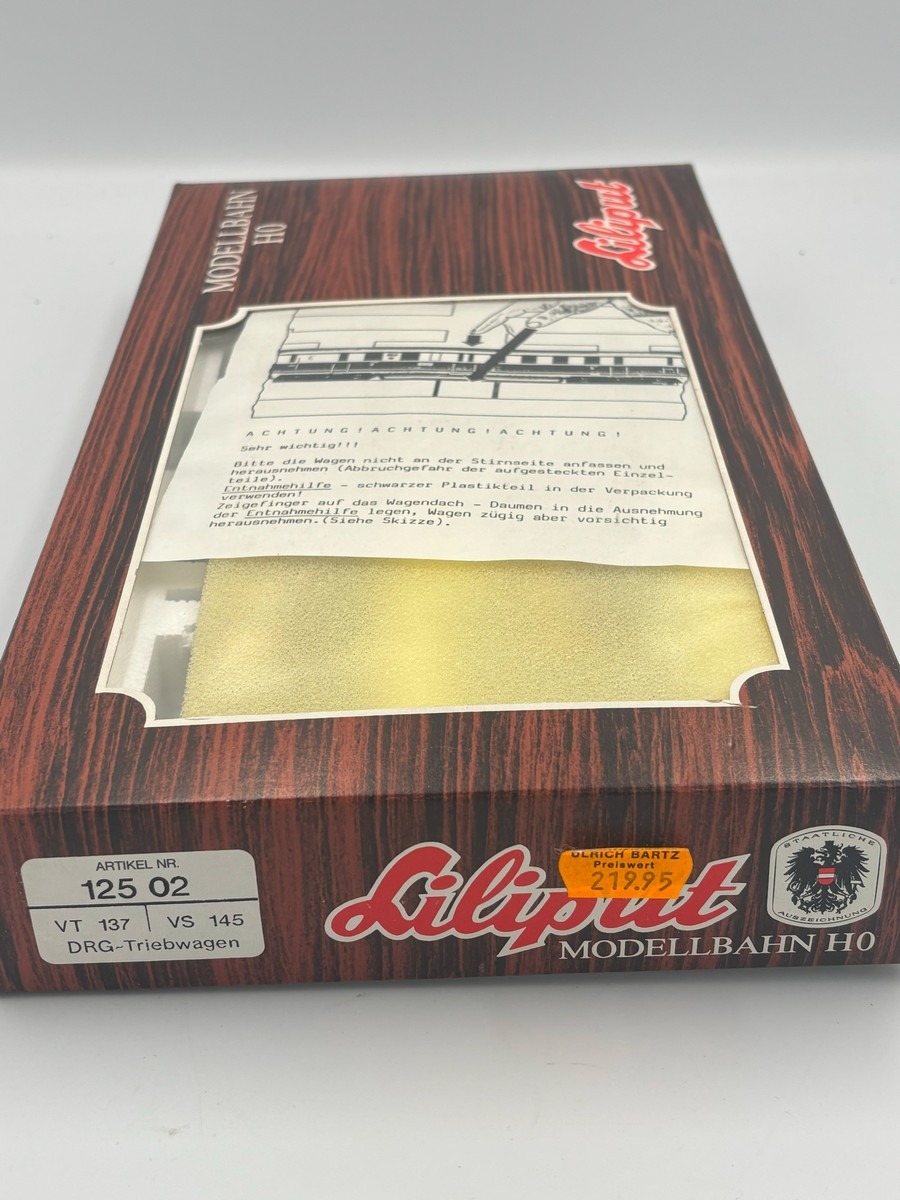 MODELLBAHN
H0
Liliput
ACHTUNG!ACHTUNG!ACHTUNG!
Sehr wichtig!!!
Bitte die Wagen nicht an der Stirnseite anfassen und
herausnehmen (Abbruchgefahr der aufgesteckten Einzel-
teile).
Entnahmehilfe - schwarzer Plastikteil in der Verpackung
verwenden!
Zeigefinger auf das Wagendach - Daumen in die Ausnehmung
der Entnahmehilfe legen, Wagen zügig aber vorsichtig
herausnehmen.(Siehe Skizze).
ARTIKEL NR.
125 02
VT 137 VS 145
DRG-Triebwagen
Liliput
ULRICH BARTZ
Preiswert
219.95
MODELLBAHN H0
STAATLICHE
AUSZEICHNUNG